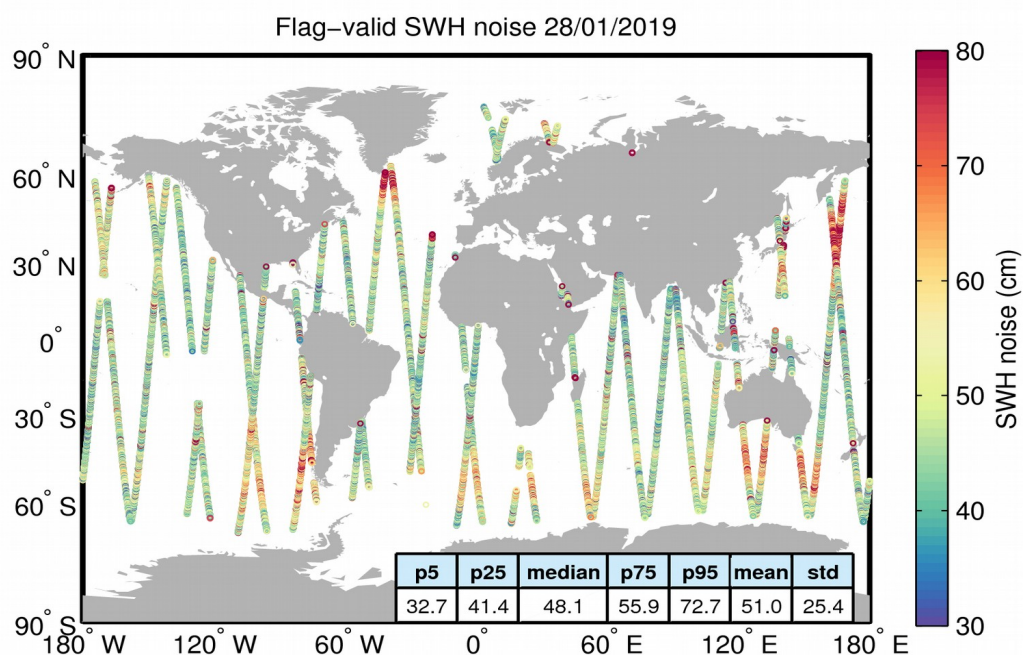 Flag−valid SWH noise 28/01/2019
90° N
60° N
30° N
0°
30° S
60° S
90° S
180° W
120° W
60° W
0°
60° E
120° E
180° E
80
70
60
50
40
30
SWH noise (cm)
p5 p25 median p75 p95 mean std
32.7 41.4 48.1 55.9 72.7 51.0 25.4